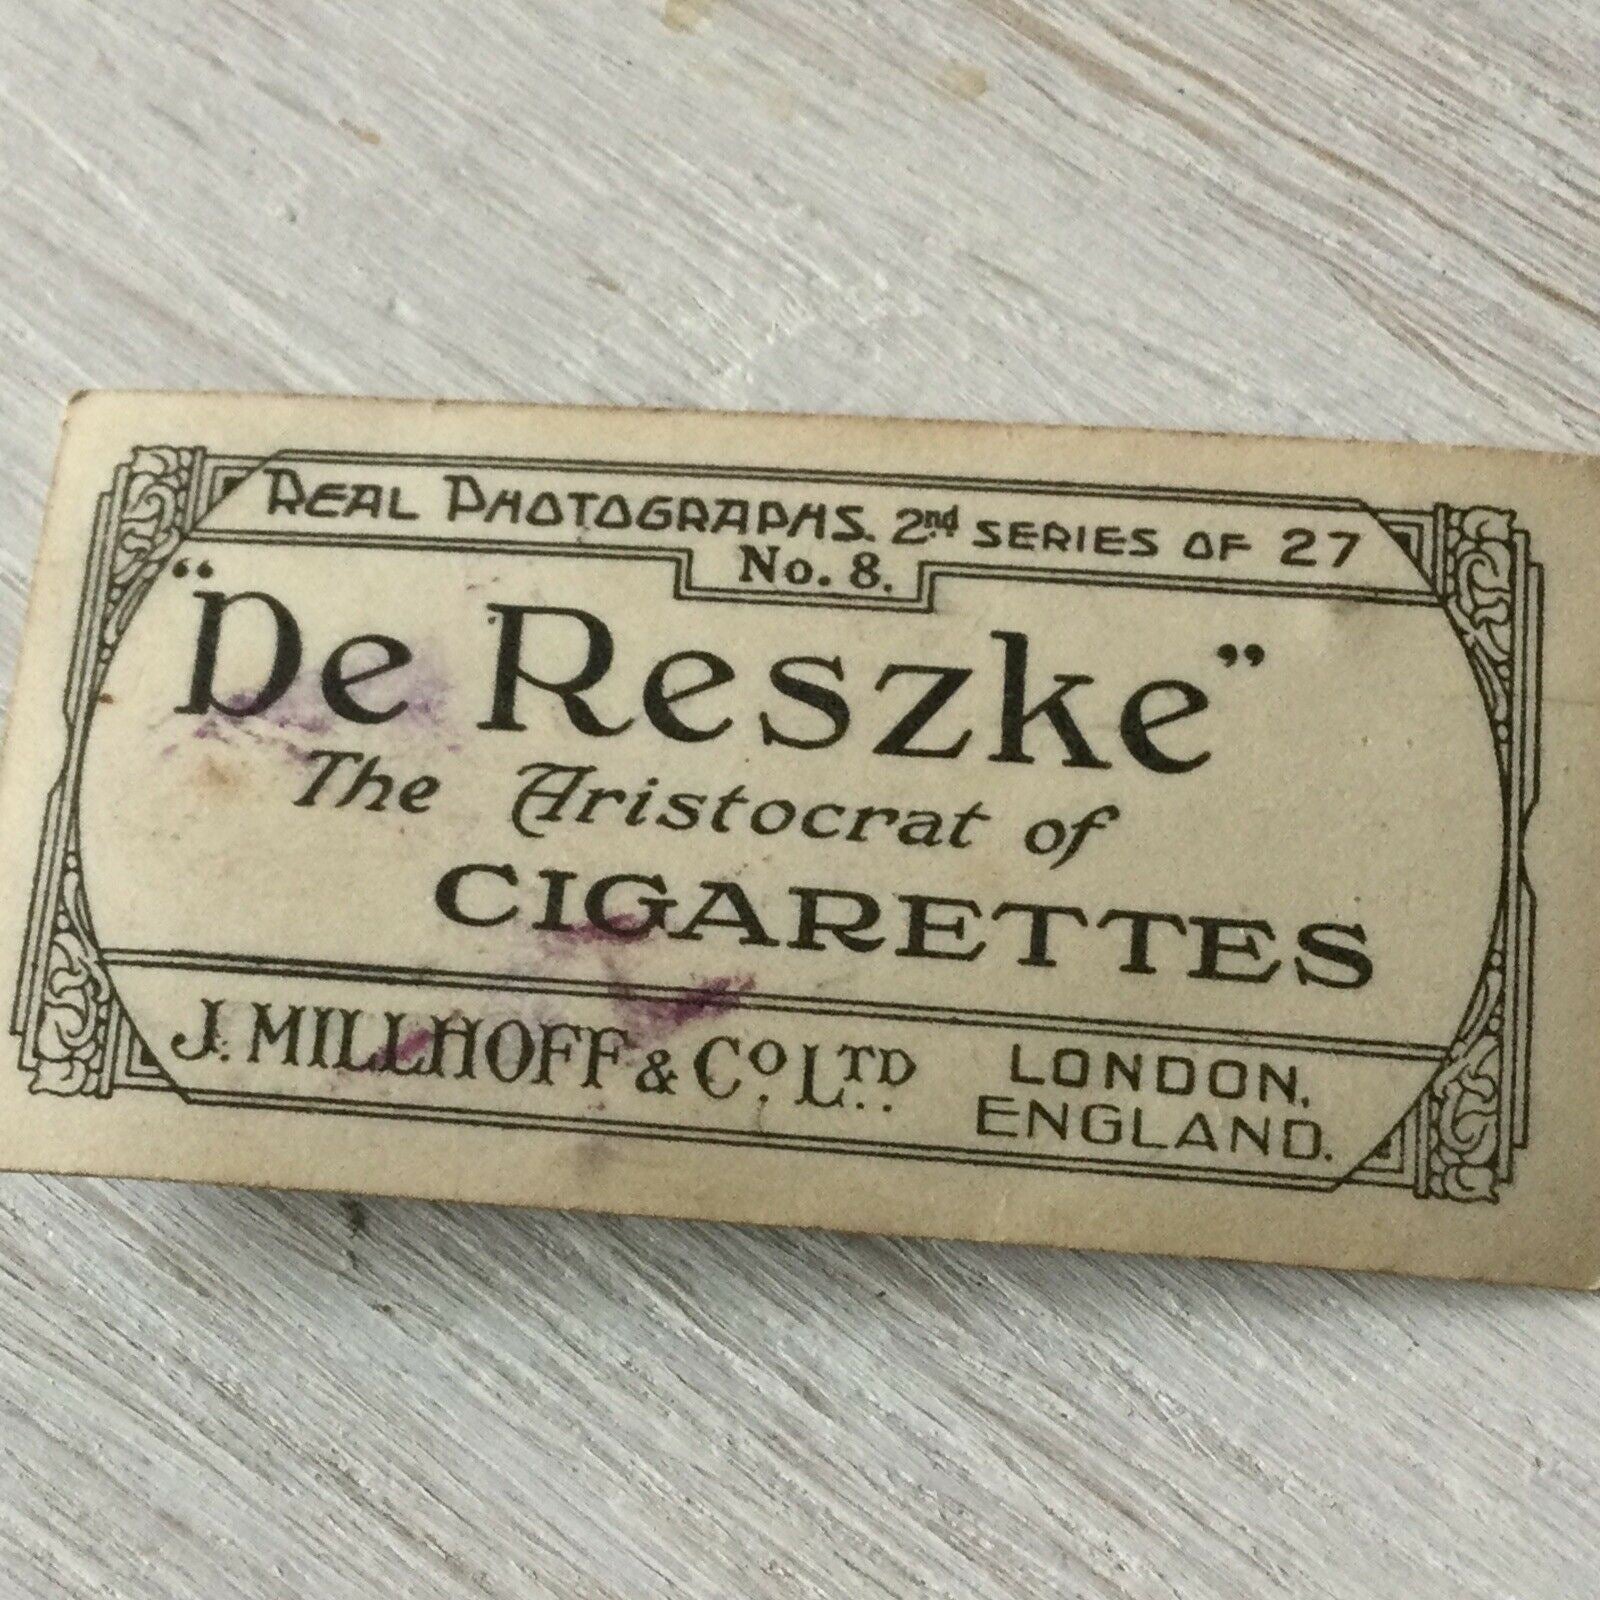 REAL PHOTOGRAPHS. 2nd SERIES OF 27
No. 8.
"De Reszke"
The Aristocrat of
CIGARETTES
J. MILLHOFF & Co. LTD. LONDON,
ENGLAND.